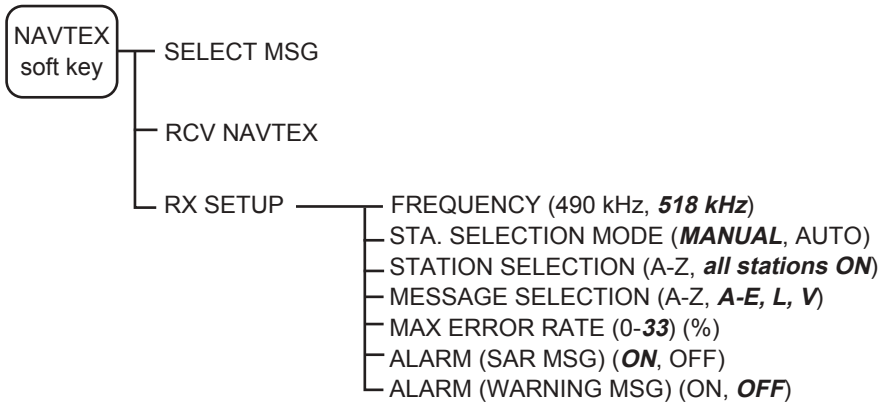 NAVTEX
soft key
SELECT MSG
RCV NAVTEX
RX SETUP
FREQUENCY (490 kHz, 518 kHz)
STA. SELECTION MODE (MANUAL, AUTO)
STATION SELECTION (A-Z, all stations ON)
MESSAGE SELECTION (A-Z, A-E, L, V)
MAX ERROR RATE (0-33) (%)
ALARM (SAR MSG) (ON, OFF)
ALARM (WARNING MSG) (ON, OFF)